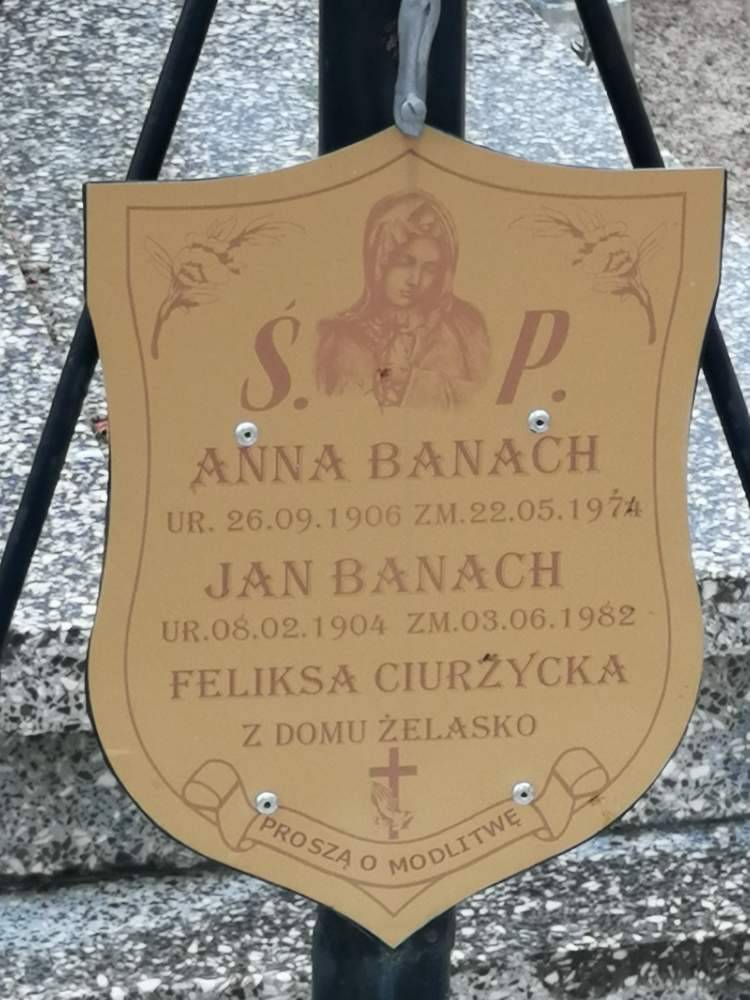 Ś. P.
ANNA BANACH
UR. 26.09.1906 ZM.22.05.1974
JAN BANACH
UR.08.02.1904 ZM.03.06.1982
FELIKSA CIURZYCKA
Z DOMU ŻELASKO
PROSZĄ O MODLITWĘ